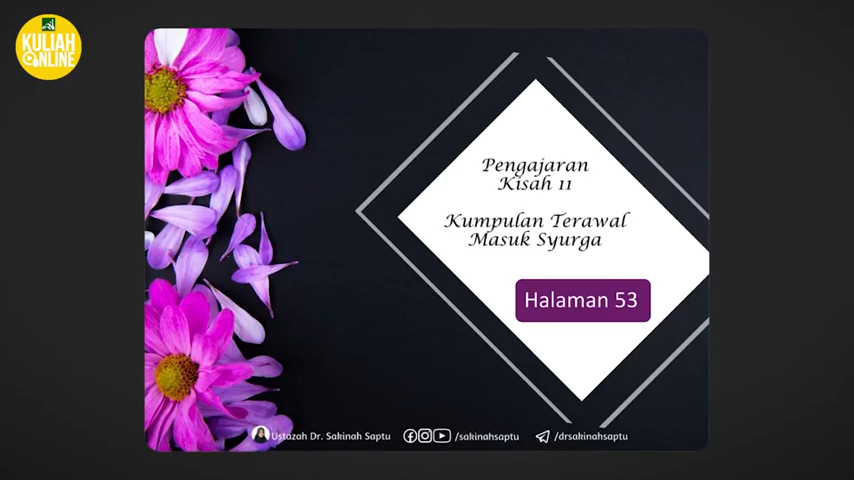 KULIAH
ONLINE
Pengajaran
Kisah 11
Kumpulan Terawal
Masuk Syurga
Halaman 53
Ustazah Dr. Sakinah Saptu
/sakinahsaptu
/drsakinahsaptu